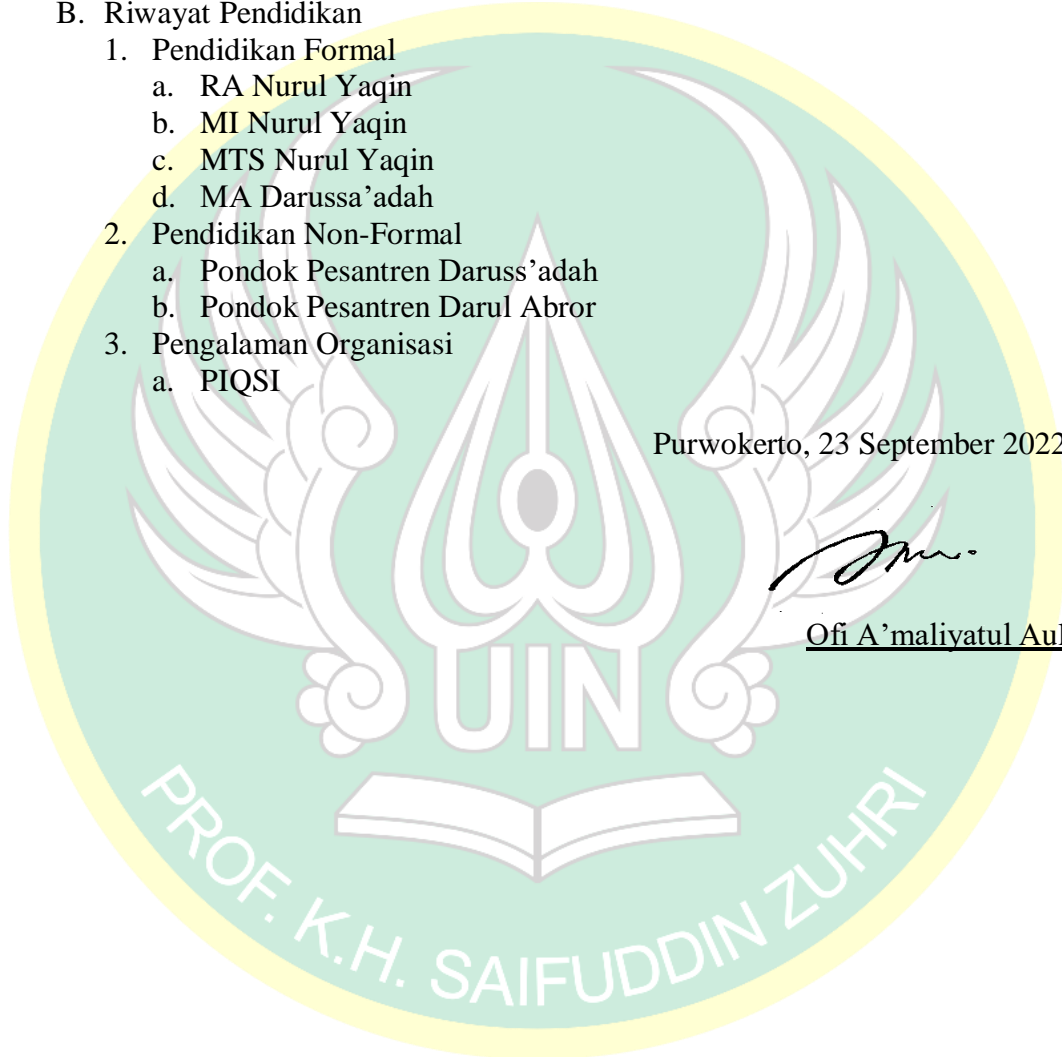 B. Riwayat Pendidikan
1. Pendidikan Formal
a. RA Nurul Yaqin
b. MI Nurul Yaqin
c. MTS Nurul Yaqin
d. MA Darussa’adah
2. Pendidikan Non-Formal
a. Pondok Pesantren Daruss’adah
b. Pondok Pesantren Darul Abror
3. Pengalaman Organisasi
a. PIQSI
Purwokerto, 23 September 2022
Ofi A’maliyatul
UIN
PROF. K.H. SAIFUDDIN ZUHRI